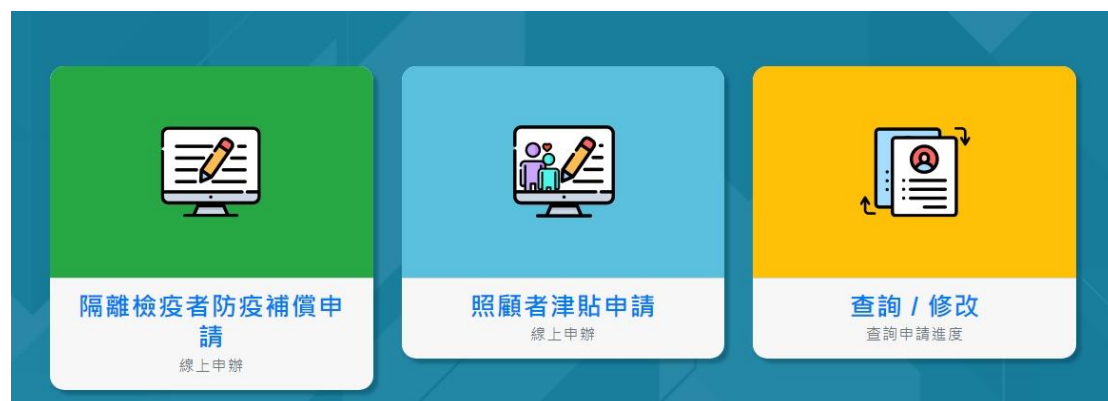 隔離檢疫者防疫補償申
請
線上申辦
照顧者津貼申請
線上申辦
查詢 / 修改
查詢申請進度